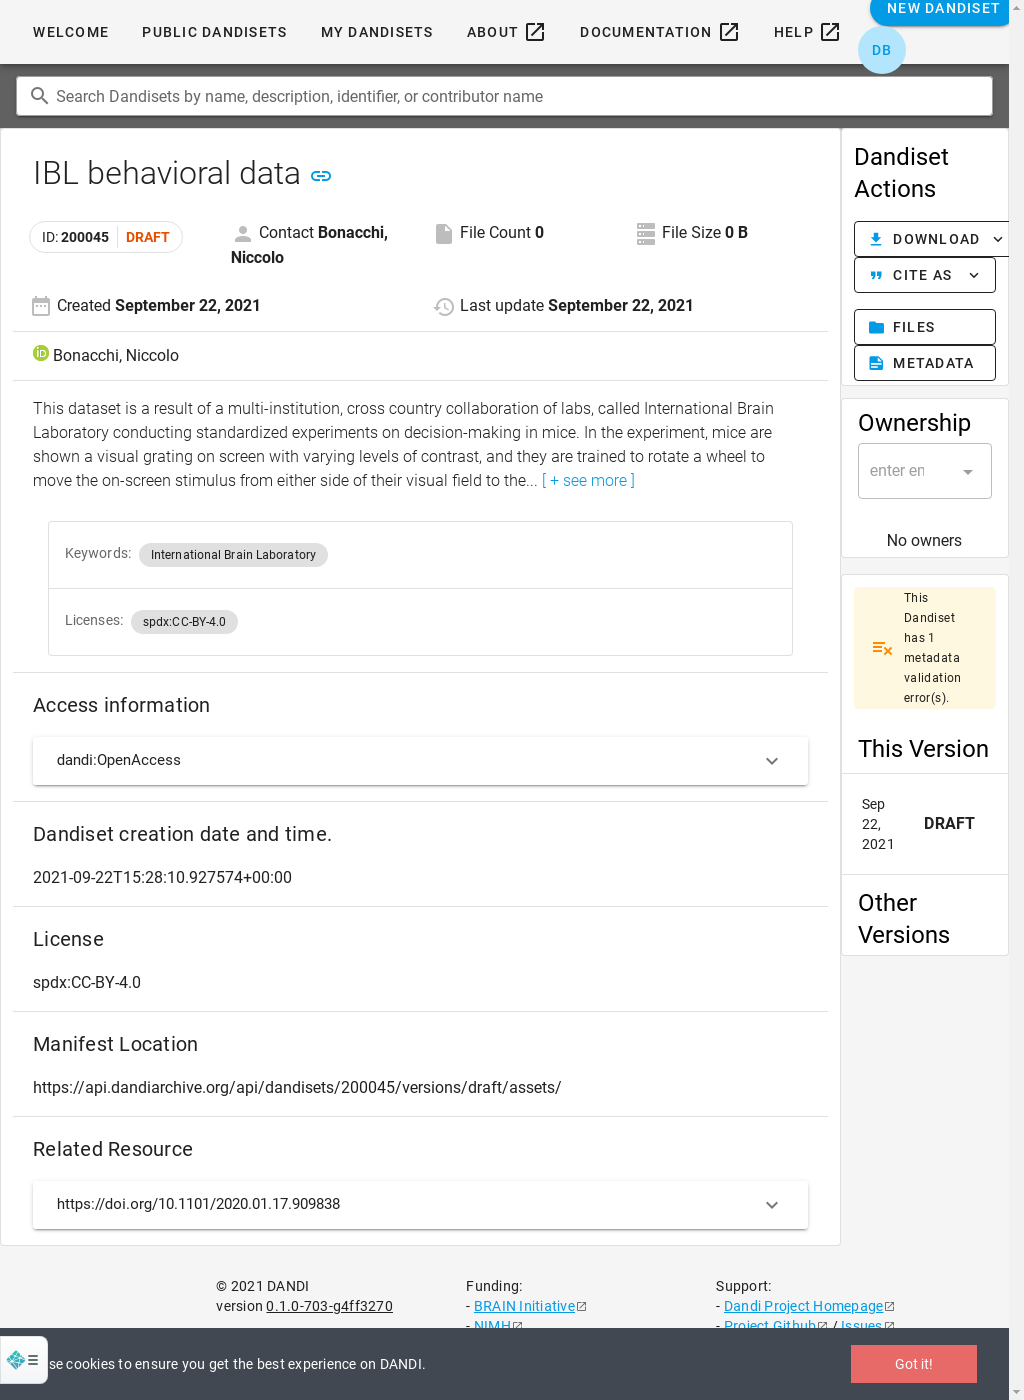 WELCOME PUBLIC DANDISETS MY DANDISETS ABOUT DOCUMENTATION HELP NEW DANDISET
DB
Search Dandisets by name, description, identifier, or contributor name
IBL behavioral data
ID: 200045 DRAFT
Contact Bonacchi,
Niccolo
File Count 0
File Size 0 B
Created September 22, 2021
Last update September 22, 2021
iD Bonacchi, Niccolo
This dataset is a result of a multi-institution, cross country collaboration of labs, called International Brain
Laboratory conducting standardized experiments on decision-making in mice. In the experiment, mice are
shown a visual grating on screen with varying levels of contrast, and they are trained to rotate a wheel to
move the on-screen stimulus from either side of their visual field to the... [ + see more ]
Keywords: International Brain Laboratory
Licenses: spdx:CC-BY-4.0
Access information
dandi:OpenAccess
Dandiset creation date and time.
2021-09-22T15:28:10.927574+00:00
License
spdx:CC-BY-4.0
Manifest Location
https://api.dandiarchive.org/api/dandisets/200045/versions/draft/assets/
Related Resource
https://doi.org/10.1101/2020.01.17.909838
Dandiset
Actions
DOWNLOAD
CITE AS
FILES
METADATA
Ownership
enter en
No owners
This
Dandiset
has 1
metadata
validation
error(s).
This Version
Sep
22,
2021
DRAFT
Other
Versions
© 2021 DANDI
version 0.1.0-703-g4ff3270
Funding:
- BRAIN Initiative
- NIMH
Support:
- Dandi Project Homepage
- Project Github / Issues
se cookies to ensure you get the best experience on DANDI.
Got it!